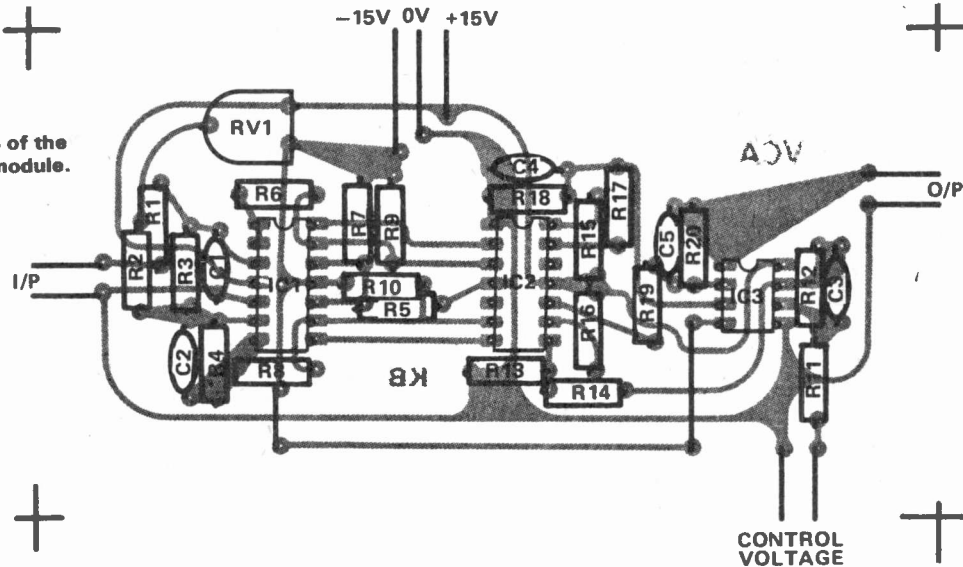 −15V 0V +15V
of the
module.
RV1
VCA
C4
O/P
R1
R6
R7
R9
R18
R17
R2
R3
C1
R15
C5
R20
I/P
IC1
R10
IC2
R19
IC3
R12
C3
R5
R16
C2
R4
R8
KB
R13
R14
R11
CONTROL
VOLTAGE